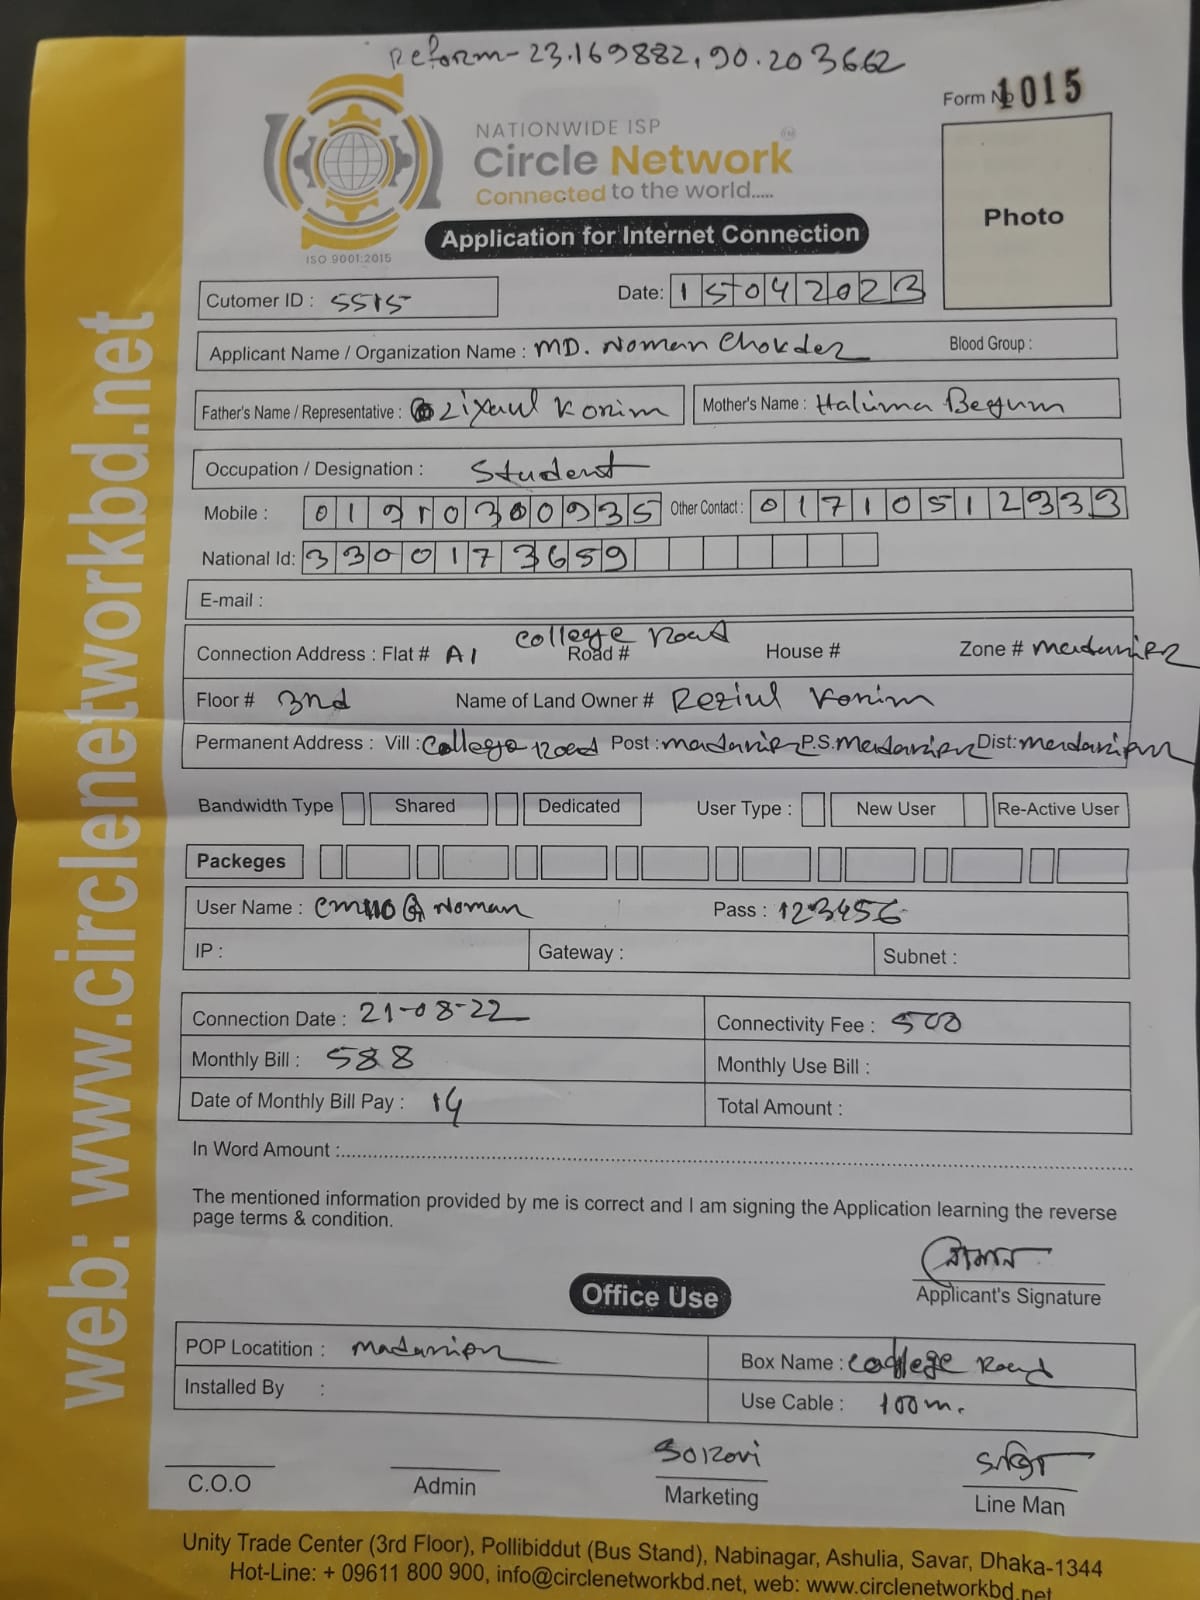 Reform- 23.169882, 90.203662
Form No 1015
NATIONWIDE ISP
Circle Network
Connected to the world.....
ISO 9001:2015
Application for Internet Connection
Photo
Cutomer ID : 5515
Date: 15042023
Applicant Name / Organization Name : MD. Noman Chokder Blood Group :
Father's Name / Representative : Korim Mother's Name : Halima Begum
Occupation / Designation : Student
Mobile : 01910300935 Other Contact : 01710512933
National Id: 3300173659
E-mail :
Connection Address : Flat # A1 College Road Road # House # Zone # Madaripur
Floor # 3nd Name of Land Owner # Reziul Korim
Permanent Address : Vill : College Road Post : madaripur P.S. Madaripur Dist: Madaripur
Bandwidth Type Shared Dedicated User Type : New User Re-Active User
Packeges
User Name : Noman Pass : 123456
IP : Gateway : Subnet :
Connection Date : 21-08-22 Connectivity Fee : 500
Monthly Bill : 588 Monthly Use Bill :
Date of Monthly Bill Pay : 14 Total Amount :
In Word Amount :
The mentioned information provided by me is correct and I am signing the Application learning the reverse
page terms & condition.
নোমান
Applicant's Signature
Office Use
POP Locatition : Madaripur Box Name : College Road
Installed By : Use Cable : 100m.
C.O.O Admin Marketing Line Man
Unity Trade Center (3rd Floor), Pollibiddut (Bus Stand), Nabinagar, Ashulia, Savar, Dhaka-1344
Hot-Line: + 09611 800 900, info@circlenetworkbd.net, web: www.circlenetworkbd.net
web: www.circlenetworkbd.net